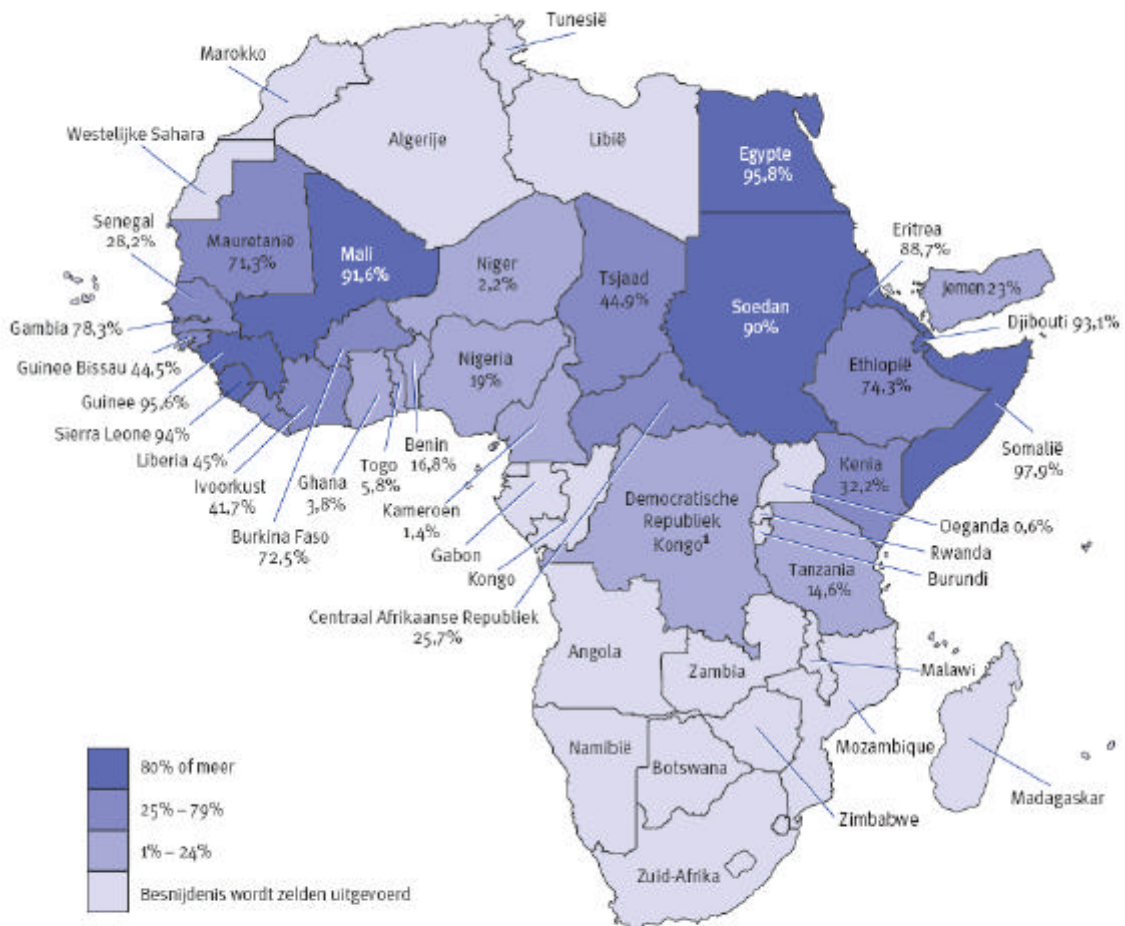 Tunesië
Marokko
Westelijke Sahara
Algerije
Libië
Egypte
95,8%
Senegal
28,2%
Mauretanië
71,3%
Mali
91,6%
Niger
2,2%
Tsjaad
44,9%
Soedan
90%
Eritrea
88,7%
Jemen 23%
Djibouti 93,1%
Gambia 78,3%
Guinee Bissau 44,5%
Guinee 95,6%
Sierra Leone 94%
Liberia 45%
Ivoorkust
41,7%
Burkina Faso
72,5%
Ghana
3,8%
Togo
5,8%
Benin
16,8%
Nigeria
19%
Kameroen
1,4%
Gabon
Kongo
Centraal Afrikaanse Republiek
25,7%
Democratische
Republiek
Kongo¹
Ethiopië
74,3%
Somalië
97,9%
Kenia
32,2%
Oeganda 0,6%
Rwanda
Burundi
Tanzania
14,6%
Angola
Zambia
Malawi
Mozambique
Namibië
Botswana
Zimbabwe
Madagaskar
Zuid-Afrika
80% of meer
25% – 79%
1% – 24%
Besnijdenis wordt zelden uitgevoerd